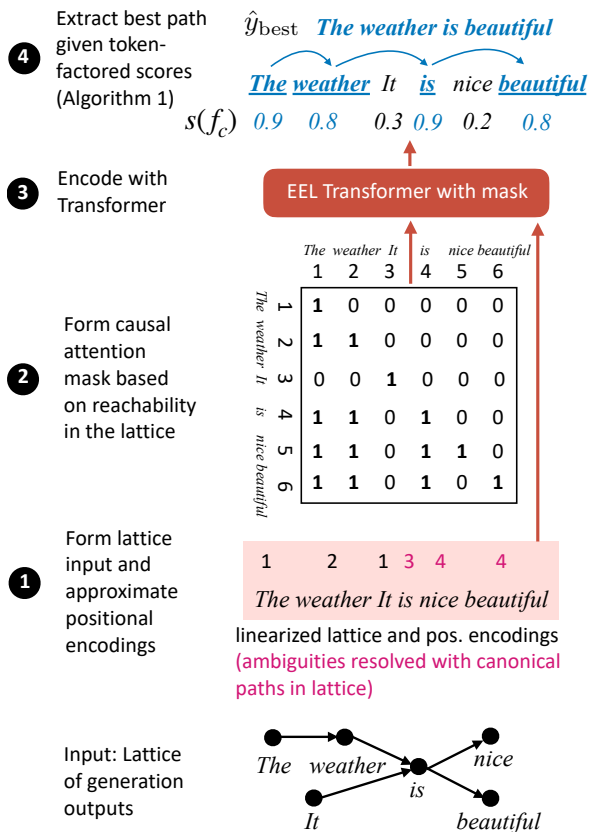 4
Extract best path
given token-
factored scores
(Algorithm 1)
ŷbest The weather is beautiful
The weather It is nice beautiful
s(fc) 0.9 0.8 0.3 0.9 0.2 0.8
3
Encode with
Transformer
EEL Transformer with mask
2
Form causal
attention
mask based
on reachability
in the lattice
The weather It is nice beautiful
1 2 3 4 5 6
The weather It is nice beautiful
1 1 0 0 0 0 0
2 1 1 0 0 0 0
3 0 0 1 0 0 0
4 1 1 0 1 0 0
5 1 1 0 1 1 0
6 1 1 0 1 0 1
1
Form lattice
input and
approximate
positional
encodings
1 2 1 3 4 4
The weather It is nice beautiful
linearized lattice and pos. encodings
(ambiguities resolved with canonical
paths in lattice)
Input: Lattice
of generation
outputs
The weather nice
is
It beautiful